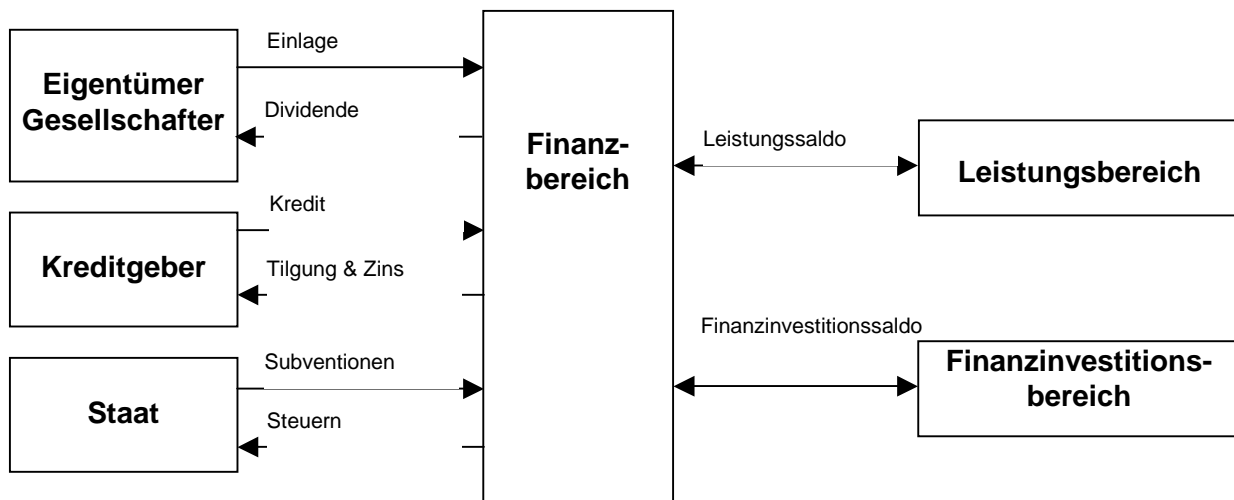 Einlage
Eigentümer
Gesellschafter
Dividende
Kredit
Kreditgeber
Tilgung & Zins
Subventionen
Staat
Steuern
Finanz-
bereich
Leistungssaldo
Leistungsbereich
Finanzinvestitionssaldo
Finanzinvestitions-
bereich